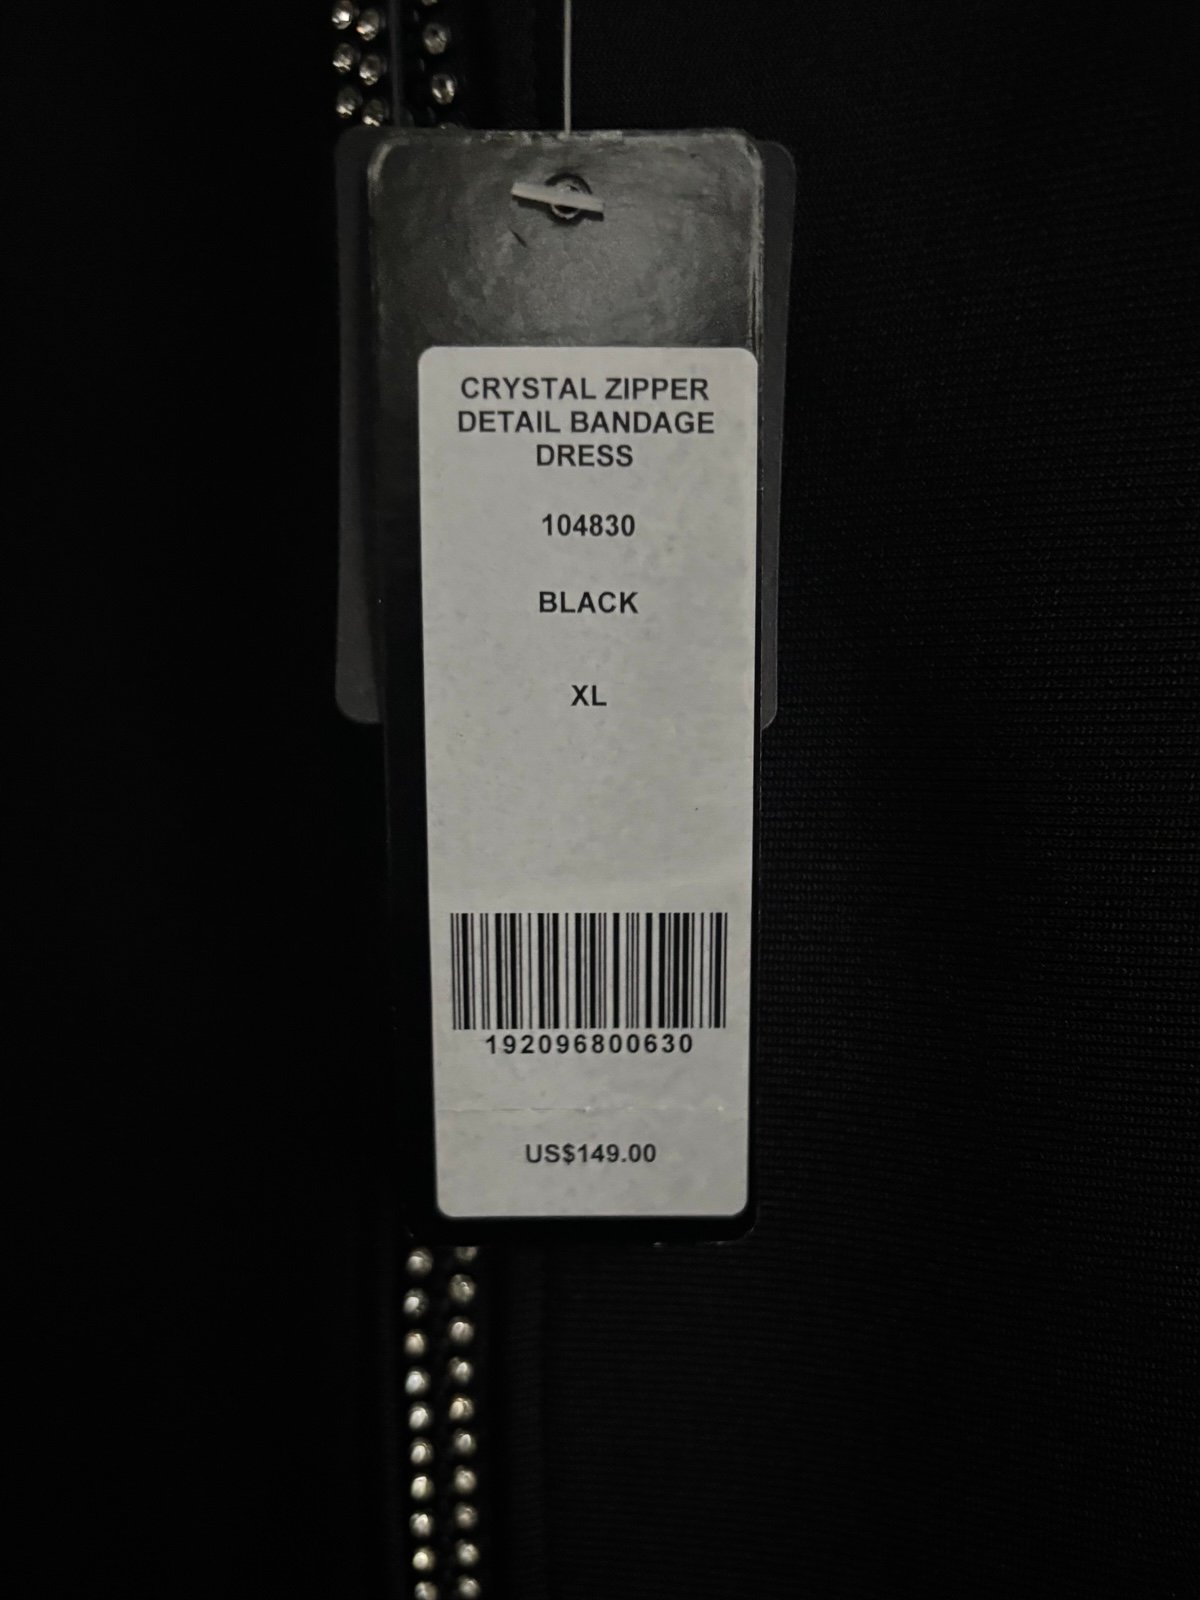 CRYSTAL ZIPPER
DETAIL BANDAGE
DRESS
104830
BLACK
XL
192096800630
US$149.00